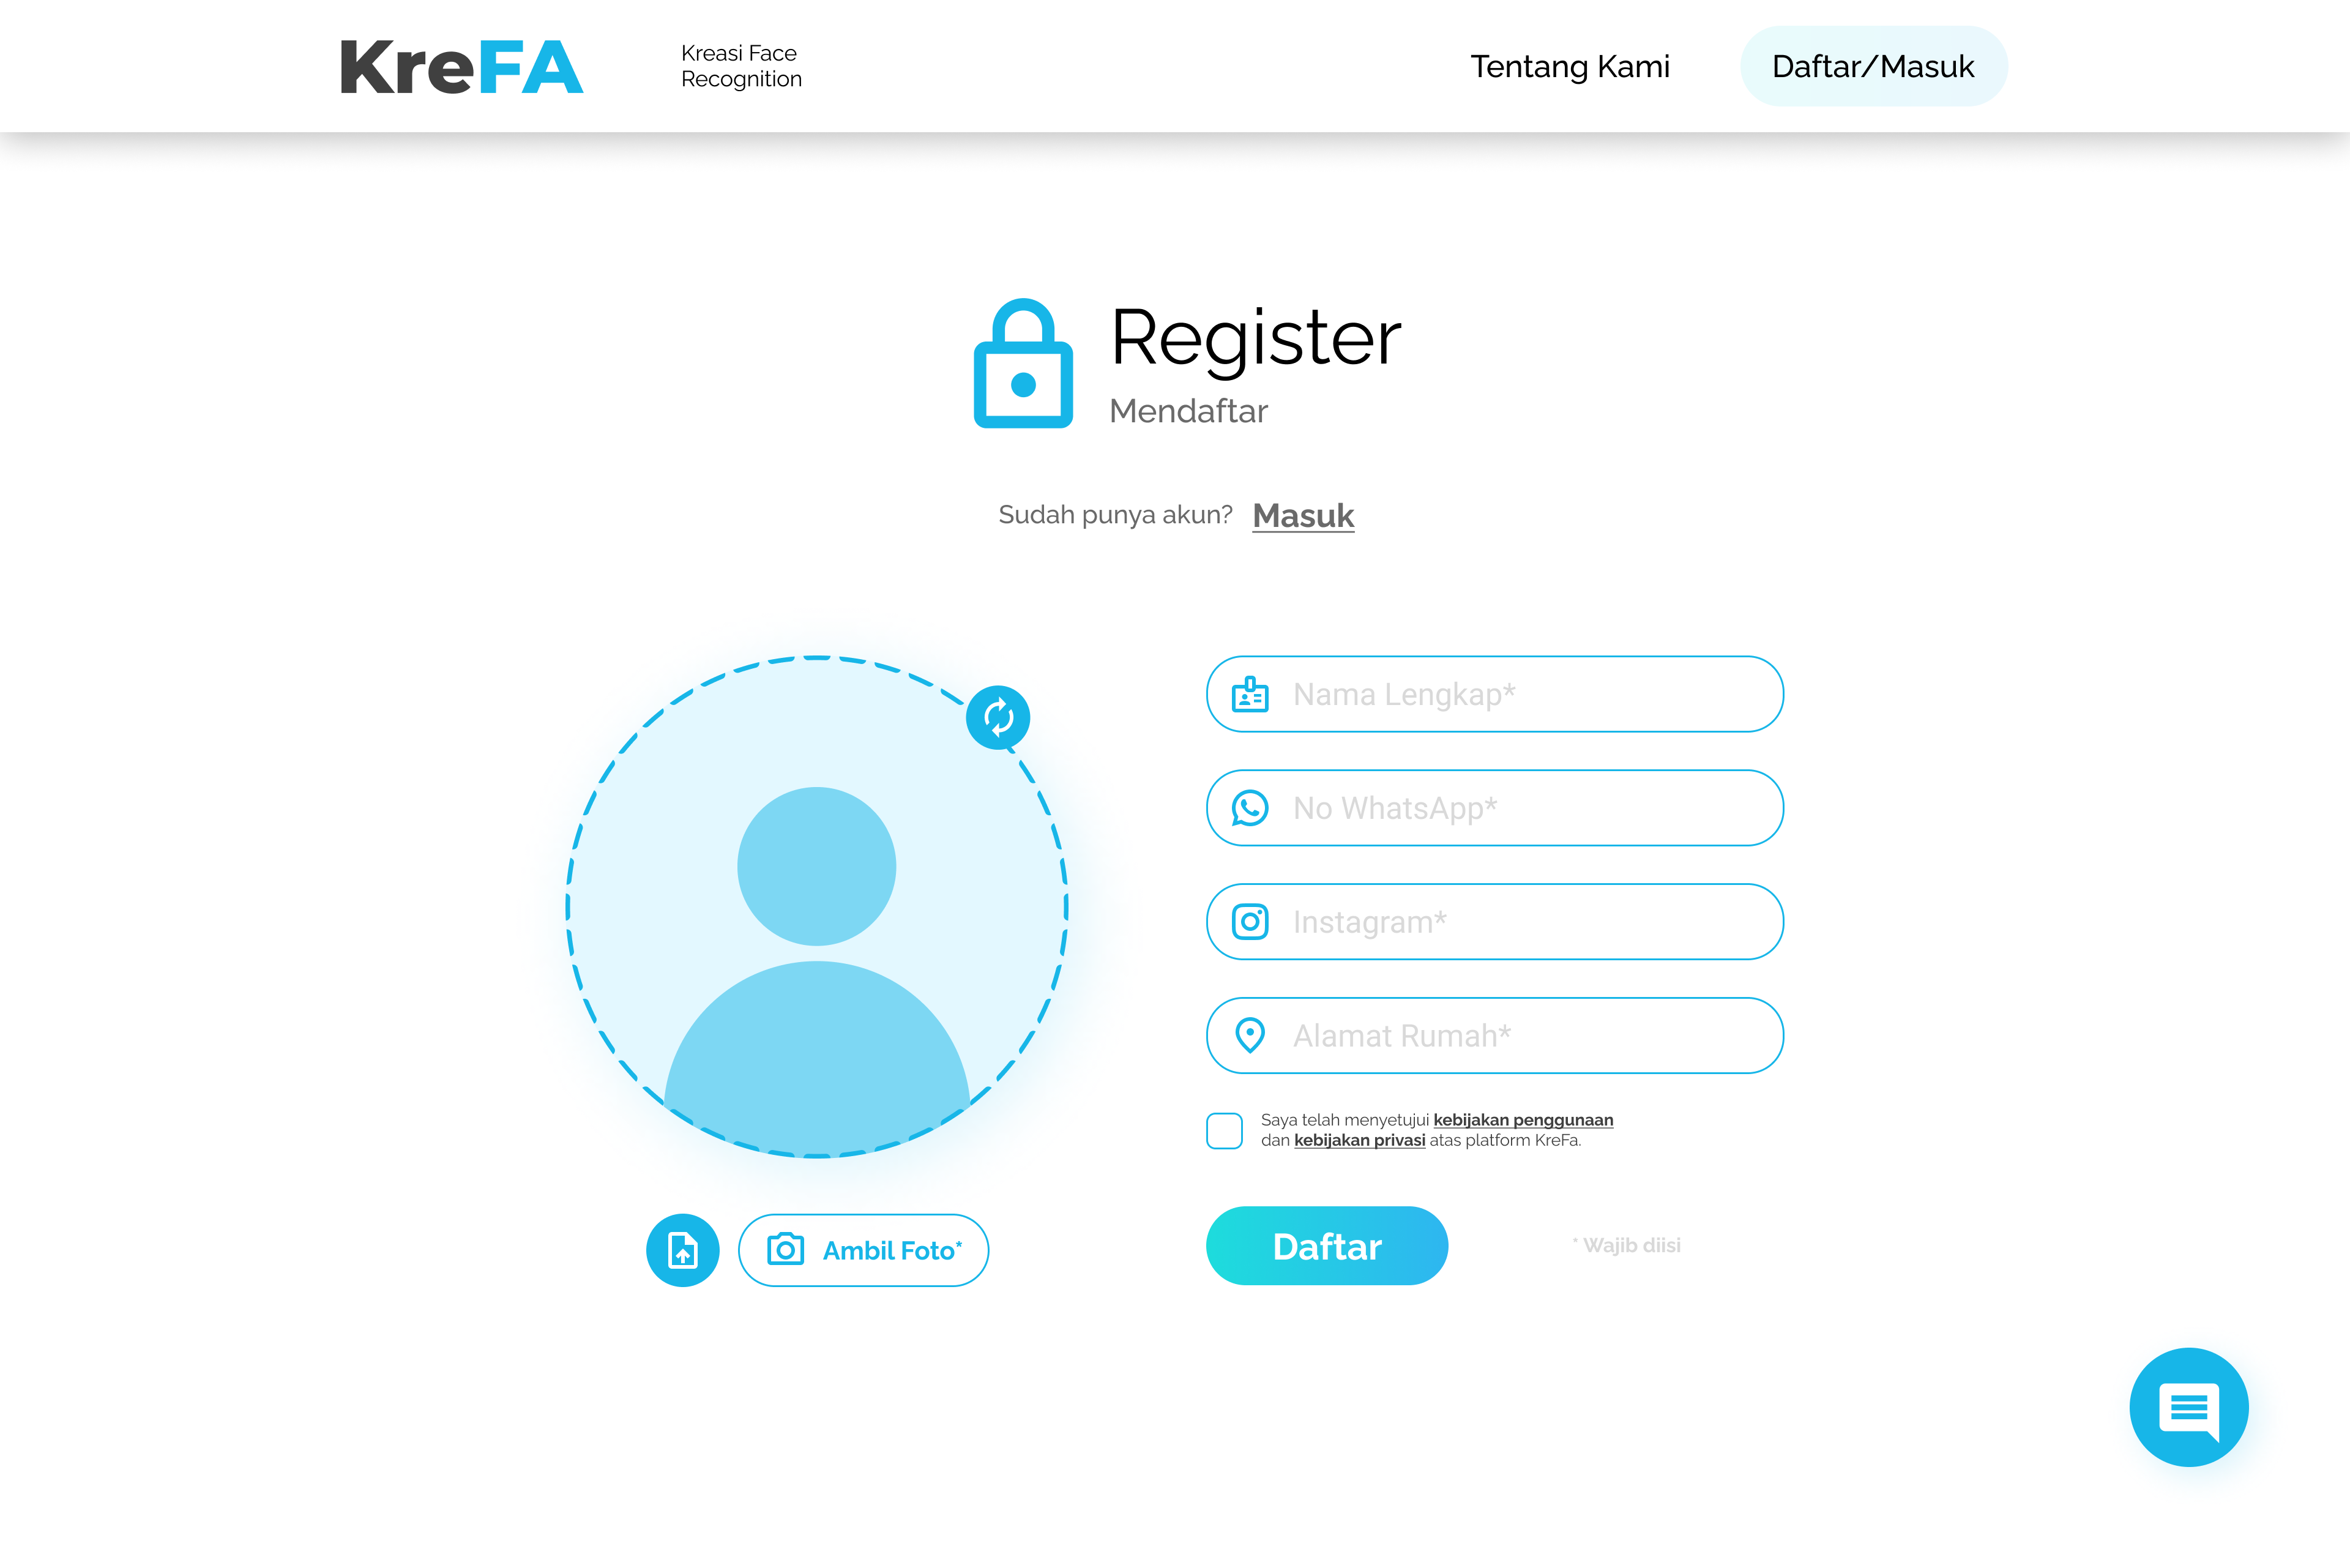 KreFA
Kreasi Face
Recognition
Tentang Kami
Daftar/Masuk
Register
Mendaftar
Sudah punya akun? Masuk
Nama Lengkap*
No WhatsApp*
Instagram*
Alamat Rumah*
Saya telah menyetujui kebijakan penggunaan
dan kebijakan privasi atas platform KreFa.
Ambil Foto*
Daftar
* Wajib diisi